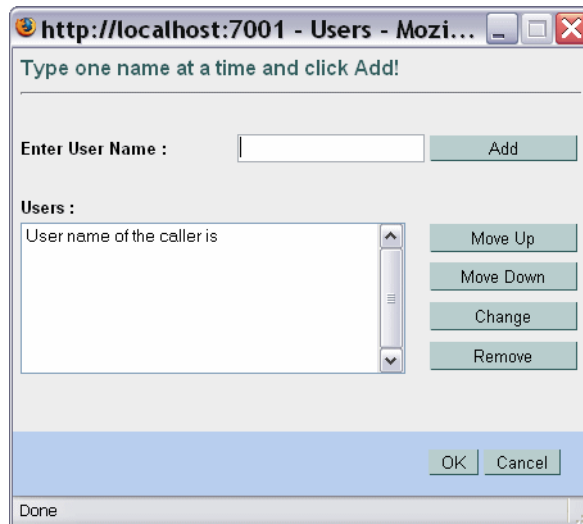 http://localhost:7001 - Users - Mozi...
Type one name at a time and click Add!
Enter User Name :
Add
Users :
User name of the caller is
Move Up
Move Down
Change
Remove
OK
Cancel
Done